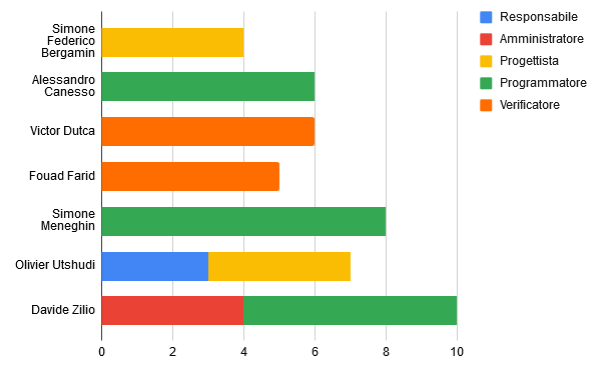 Simone
Federico
Bergamin
Alessandro
Canesso
Victor Dutca
Fouad Farid
Simone
Meneghin
Olivier Utshudi
Davide Zilio
0 2 4 6 8 10
Responsabile
Amministratore
Progettista
Programmatore
Verificatore